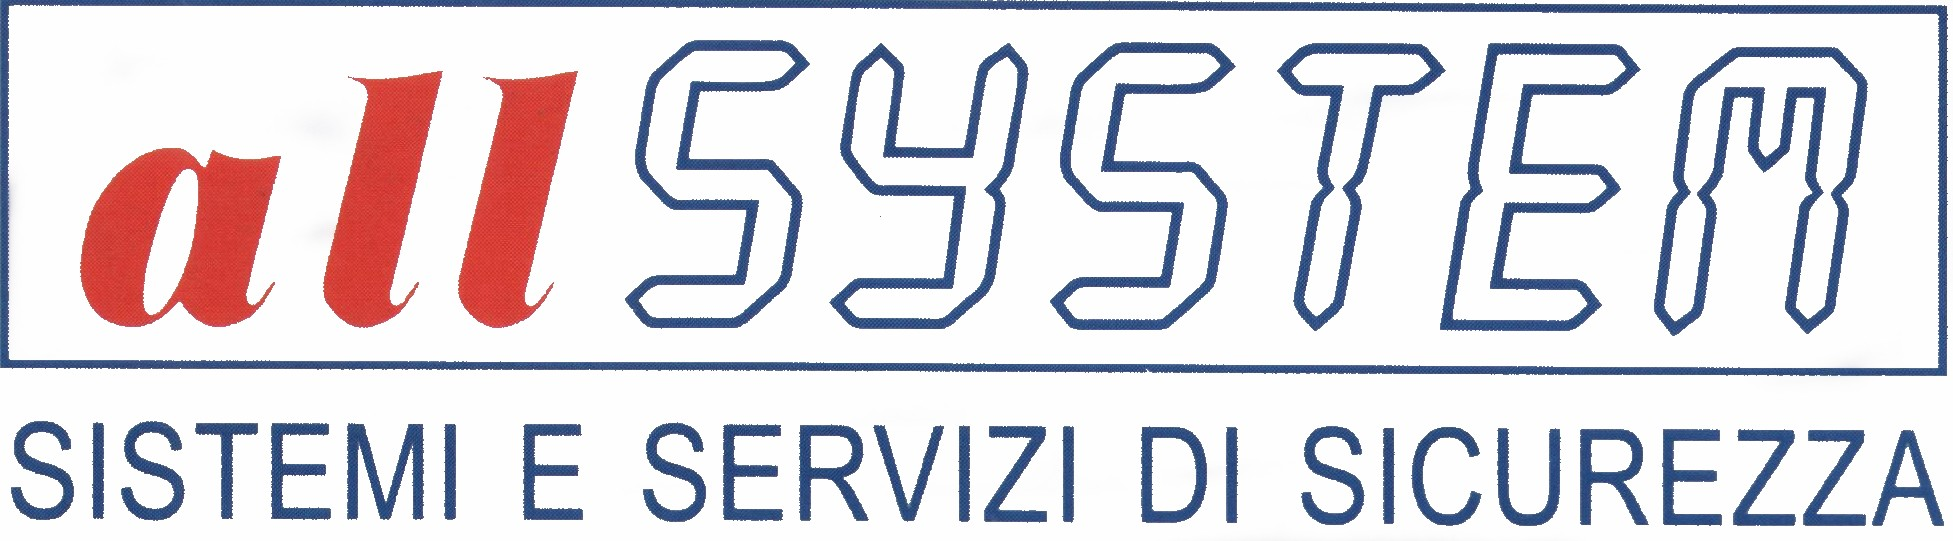 all SYSTEM
SISTEMI E SERVIZI DI SICUREZZA